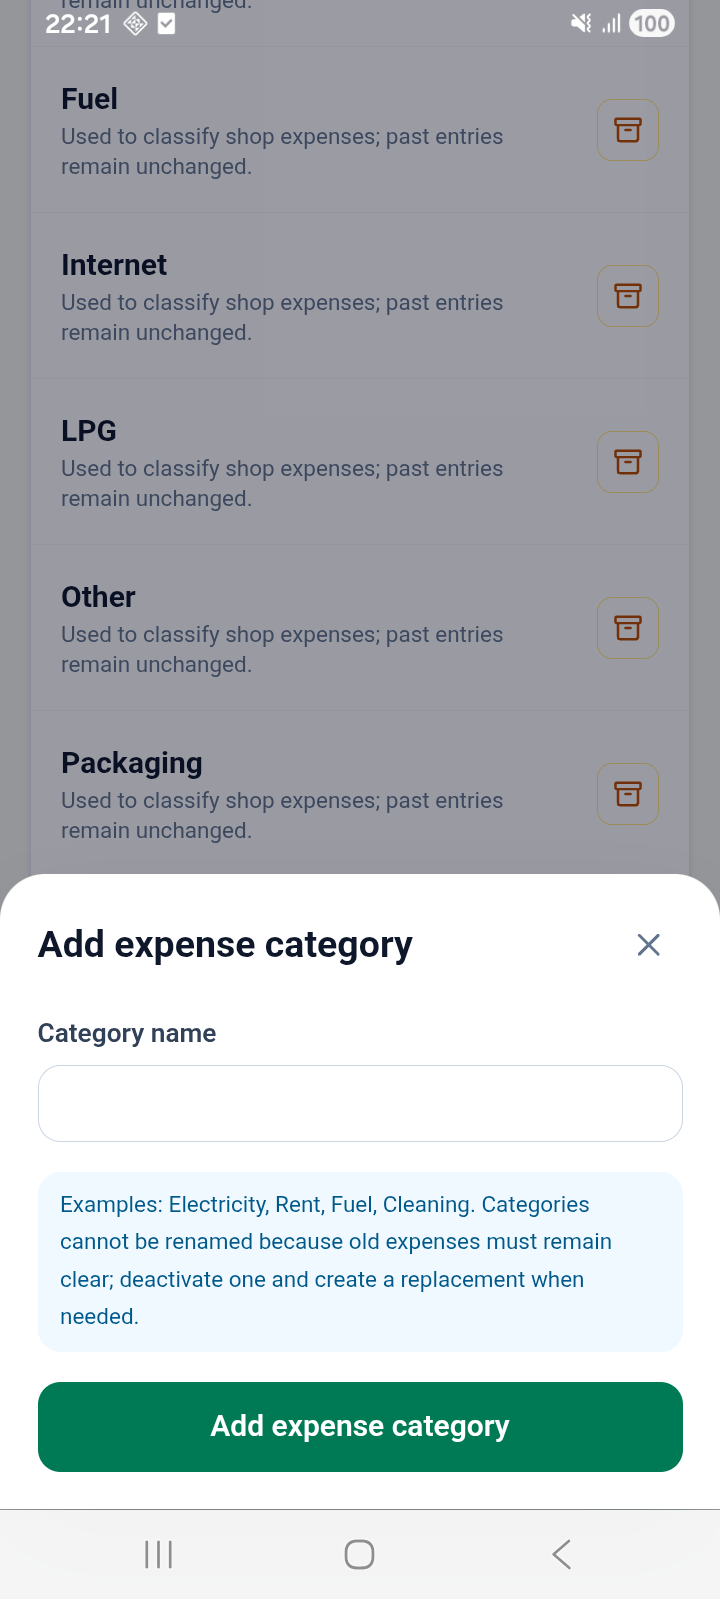 remain unchanged.
22:21
100
Fuel
Used to classify shop expenses; past entries
remain unchanged.
Internet
Used to classify shop expenses; past entries
remain unchanged.
LPG
Used to classify shop expenses; past entries
remain unchanged.
Other
Used to classify shop expenses; past entries
remain unchanged.
Packaging
Used to classify shop expenses; past entries
remain unchanged.
Add expense category
Category name
Examples: Electricity, Rent, Fuel, Cleaning. Categories
cannot be renamed because old expenses must remain
clear; deactivate one and create a replacement when
needed.
Add expense category